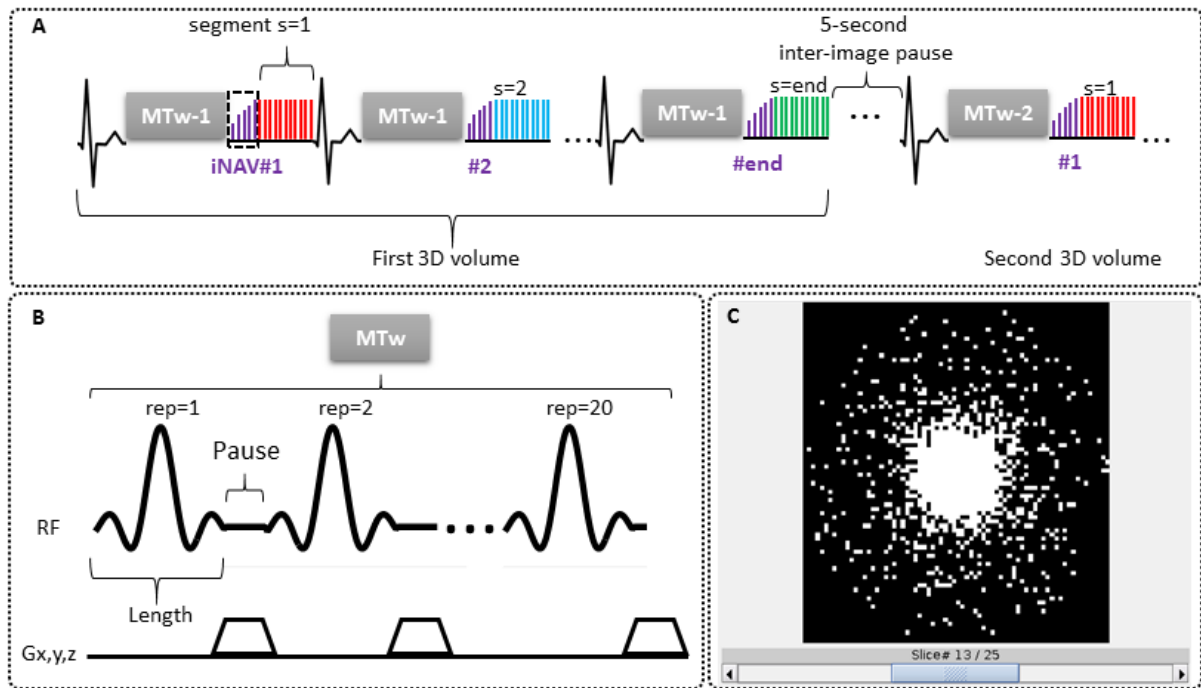 A
segment s=1
5-second
inter-image pause
MTw-1
MTw-1
s=2
MTw-1
s=end
MTw-2
s=1
iNAV#1
#2
#end
#1
First 3D volume
Second 3D volume
B
MTw
rep=1
rep=2
rep=20
Pause
RF
Length
Gx,y,z
C
Slice# 13 / 25